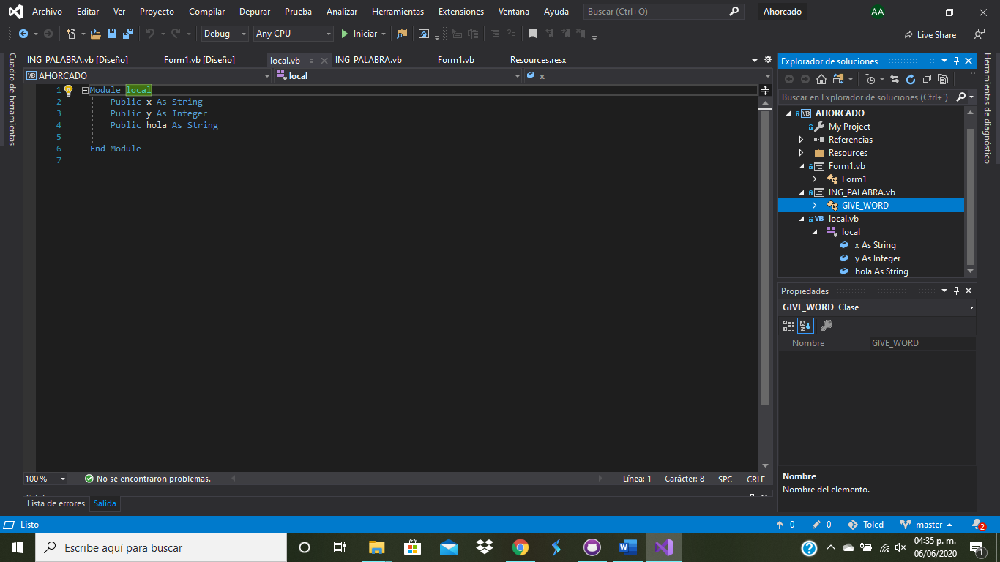 Archivo Editar Ver Proyecto Compilar Depurar Prueba Analizar Herramientas Extensiones Ventana Ayuda Buscar (Ctrl+Q) Ahorcado AA
Debug Any CPU Iniciar Live Share
Cuadro de herramientas
ING_PALABRA.vb [Diseño] Form1.vb [Diseño] local.vb ING_PALABRA.vb Form1.vb Resources.resx
VB AHORCADO local x
1 Module local
2 Public x As String
3 Public y As Integer
4 Public hola As String
5
6 End Module
7
100 % No se encontraron problemas. Línea: 1 Carácter: 8 SPC CRLF
Lista de errores Salida
Explorador de soluciones
Buscar en Explorador de soluciones (Ctrl+´)
VB AHORCADO
My Project
Referencias
Resources
Form1.vb
Form1
ING_PALABRA.vb
GIVE_WORD
VB local.vb
local
x As String
y As Integer
hola As String
Propiedades
GIVE_WORD Clase
Nombre GIVE_WORD
Nombre
Nombre del elemento.
Herramientas de diagnóstico
Listo 0 0 Toled master 2
Escribe aquí para buscar
04:35 p. m.
06/06/2020
1